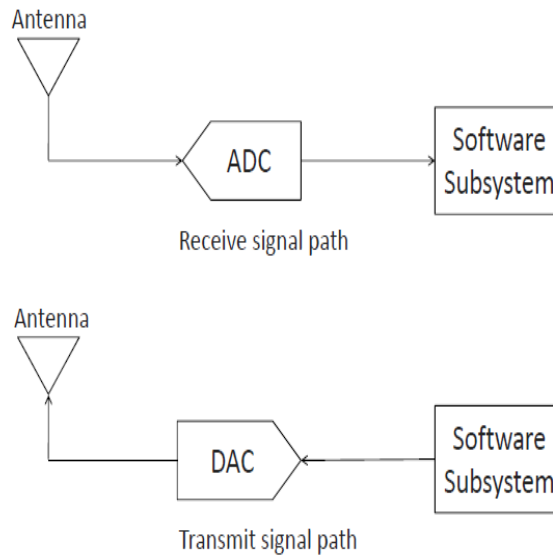 Antenna
ADC
Software
Subsystem
Receive signal path
Antenna
DAC
Software
Subsystem
Transmit signal path